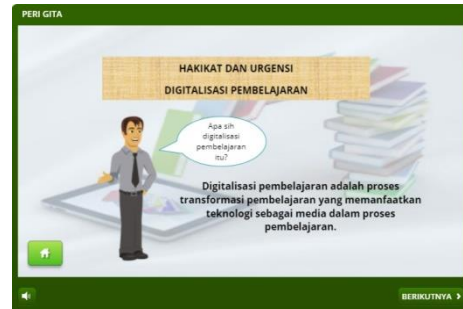 PERI GITA
HAKIKAT DAN URGENSI
DIGITALISASI PEMBELAJARAN
Apa sih
digitalisasi
pembelajaran
itu?
Digitalisasi pembelajaran adalah proses
transformasi pembelajaran yang memanfaatkan
teknologi sebagai media dalam proses
pembelajaran.
BERIKUTNYA